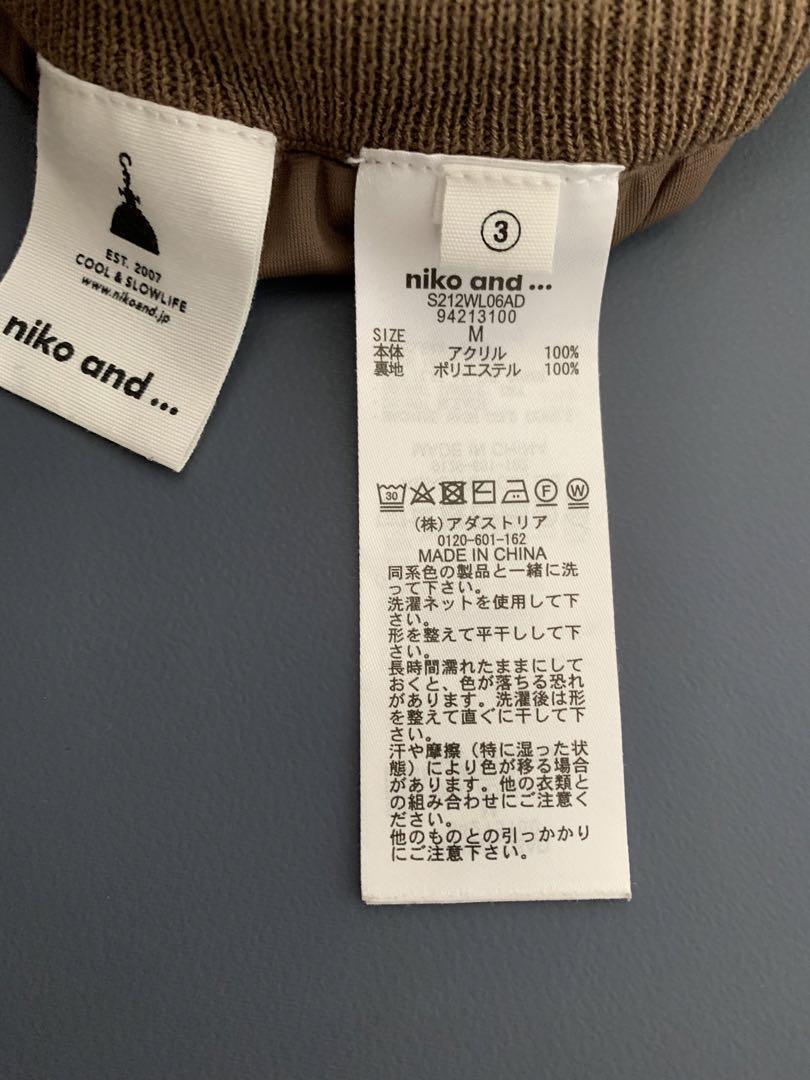 EST. 2007
COOL & SLOWLIFE
www.nikoand.jp
niko and ...
③
niko and ...
S212WL06AD
94213100
SIZE M
本体 アクリル 100%
裏地 ポリエステル 100%
30 F W
(株)アダストリア
0120-601-162
MADE IN CHINA
同系色の製品と一緒に洗
って下さい。
洗濯ネットを使用して下
さい。
形を整えて平干しして下
さい。
長時間濡れたままにして
おくと、色が落ちる恐れ
があります。洗濯後は形
を整えて直ぐに干して下
さい。
汗や摩擦（特に湿った状
態）により色が移る場合
があります。他の衣類と
の組み合わせにご注意く
ださい。
他のものとの引っかかり
にご注意下さい。